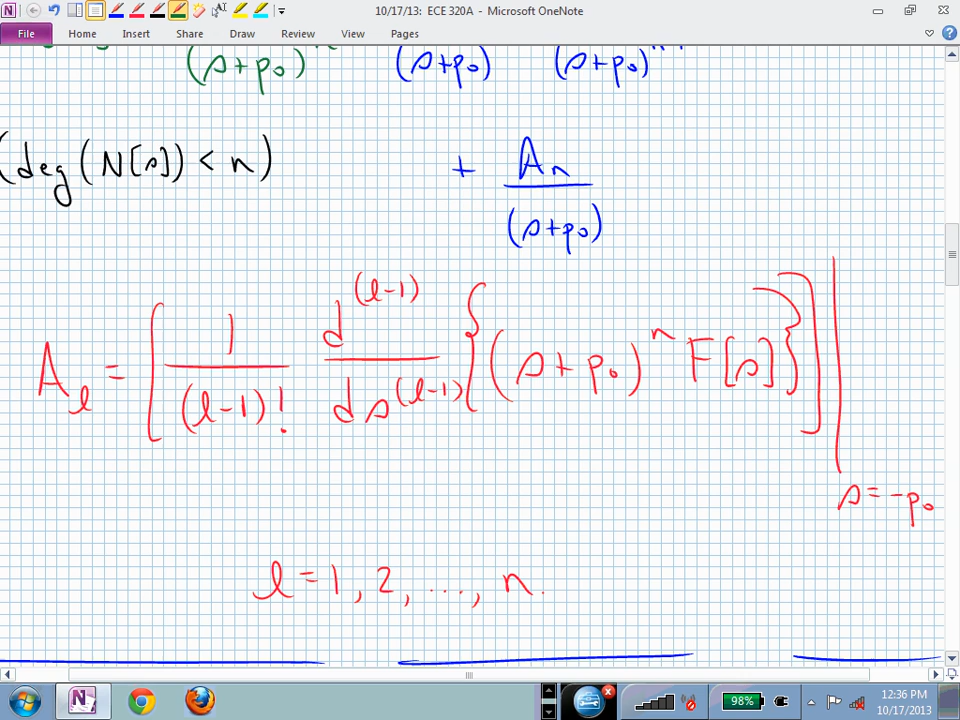 10/17/13: ECE 320A - Microsoft OneNote
File Home Insert Share Draw Review View Pages
(s+p₀) (s+p₀) (s+p₀)
(deg(N[s]) < n) + Aₙ/(s+p₀)
A_ℓ = [1/(ℓ-1)! d^(ℓ-1)/ds^(ℓ-1) {(s+p₀)ⁿ F[s]}]|
s = -p₀
ℓ = 1, 2, ..., n.
98%
12:36 PM
10/17/2013